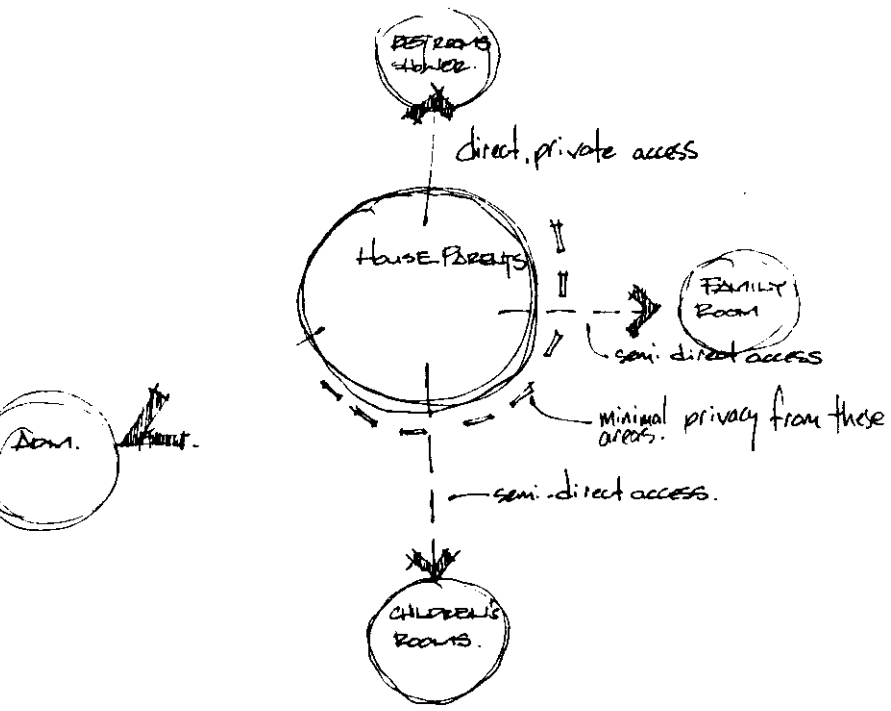 RESTROOMS
SHOWER.
direct, private access
HOUSE PARENTS
FAMILY
ROOM
semi-direct access
minimal privacy from these
areas.
ADM.
semi-direct access.
CHILDREN'S
ROOMS.